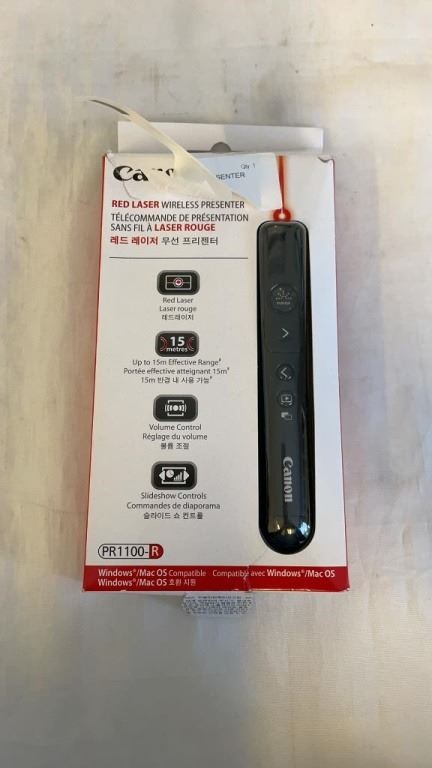 Qty 1
SENTER
RED LASER WIRELESS PRESENTER
TÉLÉCOMMANDE DE PRÉSENTATION
SANS FIL À LASER ROUGE
레드 레이저 무선 프리젠터
Red Laser
Laser rouge
레드레이저
15
metres
Up to 15m Effective Range
Portée effective atteignant 15m
15m 반경 내 사용 가능
Volume Control
Réglage du volume
볼륨 조절
Slideshow Controls
Commandes de diaporama
슬라이드 쇼 컨트롤
Canon
PR1100-R
Windows®/Mac OS Compatible Compatible avec Windows®/Mac OS
Windows®/Mac OS 호환 지원